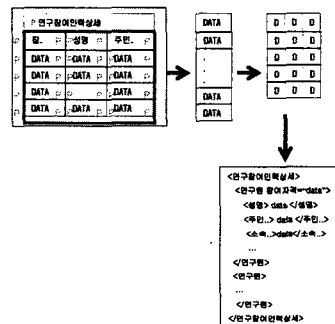 연구참여인력상세
참.. 성명 주민..
DATA DATA DATA
DATA DATA DATA
DATA DATA DATA
DATA DATA DATA
DATA
DATA
.
.
.
DATA
DATA
D D D
D D D
D D D
D D D
D D D
<연구참여인력상세>
<연구원 참여자격="data">
<성명> data </성명>
<주민..> data </주민..>
<소속..>data</소속..>
...
</연구원>
<연구원>
...
</연구원>
</연구참여인력상세>